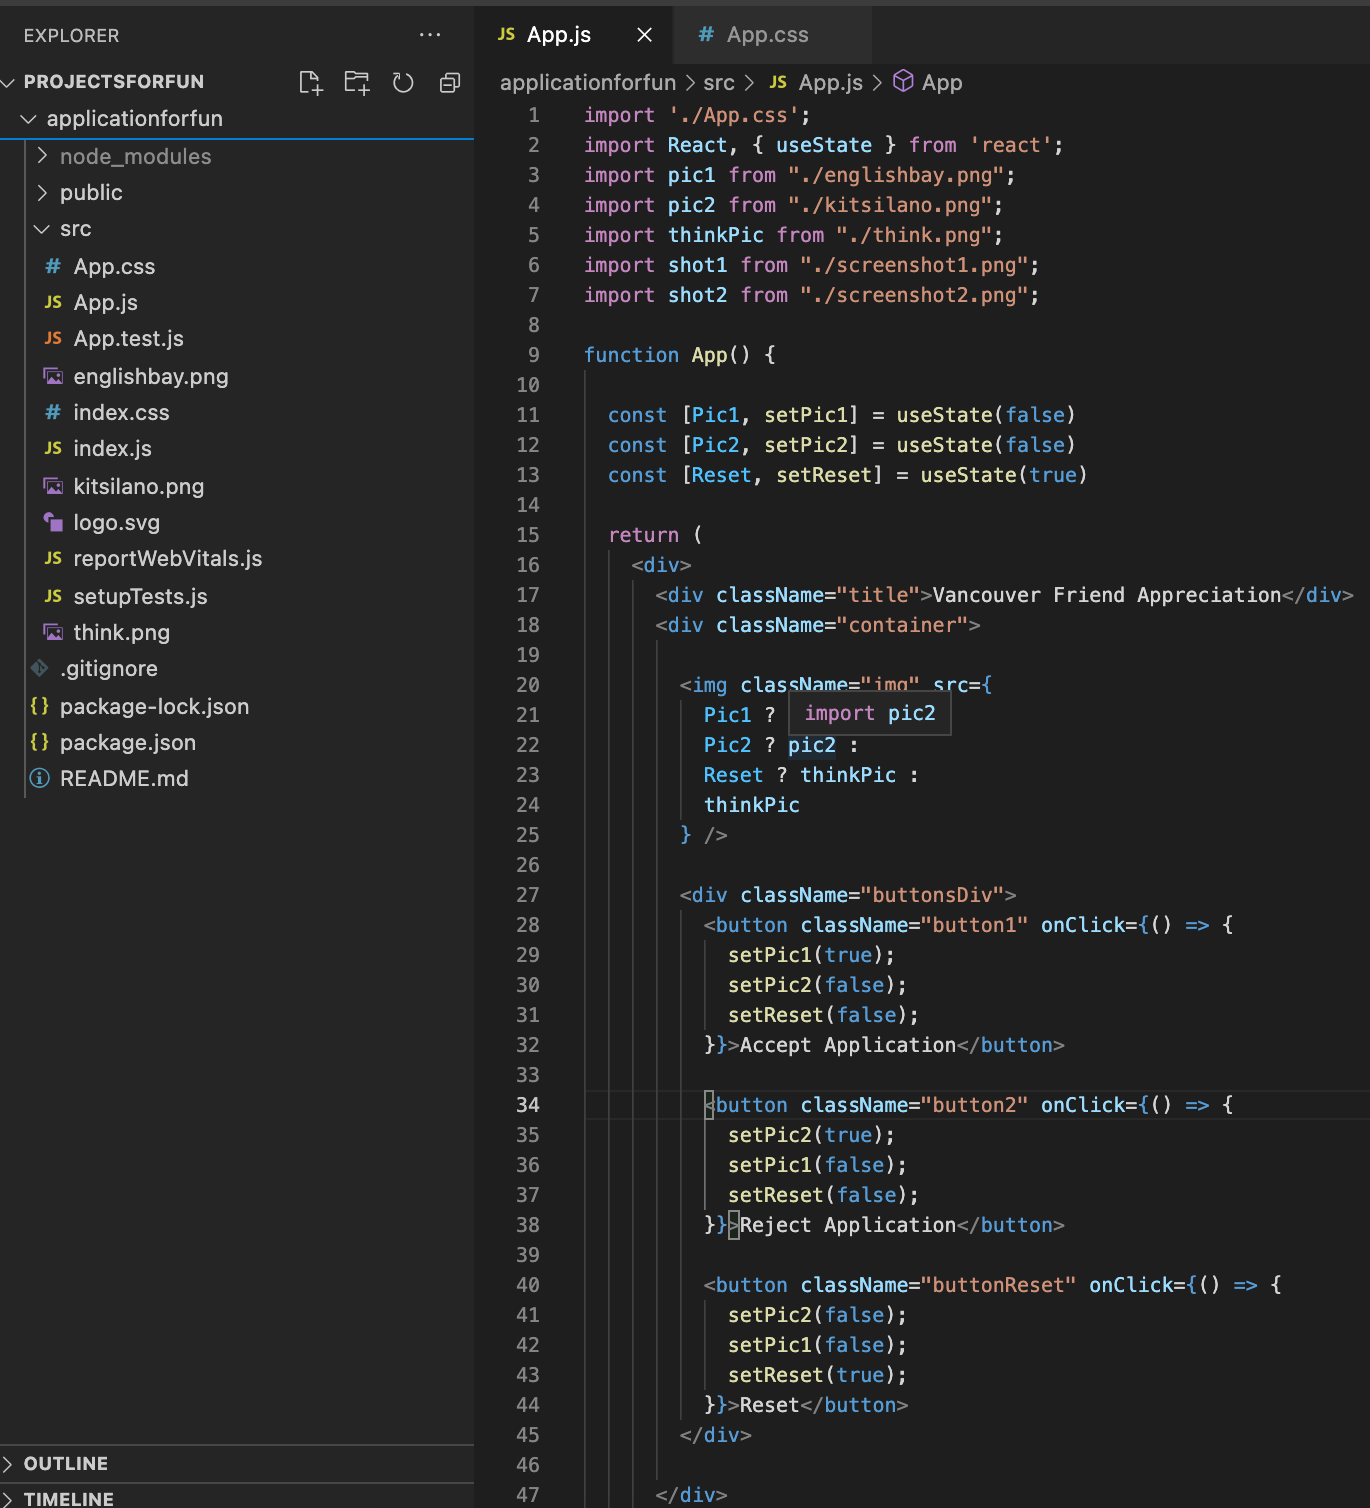 EXPLORER
PROJECTSFORFUN
applicationforfun
node_modules
public
src
# App.css
JS App.js
JS App.test.js
englishbay.png
# index.css
JS index.js
kitsilano.png
logo.svg
JS reportWebVitals.js
JS setupTests.js
think.png
.gitignore
{} package-lock.json
{} package.json
README.md
OUTLINE
TIMELINE
JS App.js
# App.css
applicationforfun > src > JS App.js > App
1 import './App.css';
2 import React, { useState } from 'react';
3 import pic1 from "./englishbay.png";
4 import pic2 from "./kitsilano.png";
5 import thinkPic from "./think.png";
6 import shot1 from "./screenshot1.png";
7 import shot2 from "./screenshot2.png";
8
9 function App() {
10
11 const [Pic1, setPic1] = useState(false)
12 const [Pic2, setPic2] = useState(false)
13 const [Reset, setReset] = useState(true)
14
15 return (
16 <div>
17 <div className="title">Vancouver Friend Appreciation</div>
18 <div className="container">
19
20 <img className="img" src={
21 Pic1 ?
import pic2
22 Pic2 ? pic2 :
23 Reset ? thinkPic :
24 thinkPic
25 } />
26
27 <div className="buttonsDiv">
28 <button className="button1" onClick={() => {
29 setPic1(true);
30 setPic2(false);
31 setReset(false);
32 }}>Accept Application</button>
33
34 <button className="button2" onClick={() => {
35 setPic2(true);
36 setPic1(false);
37 setReset(false);
38 }}>Reject Application</button>
39
40 <button className="buttonReset" onClick={() => {
41 setPic2(false);
42 setPic1(false);
43 setReset(true);
44 }}>Reset</button>
45 </div>
46
47 </div>